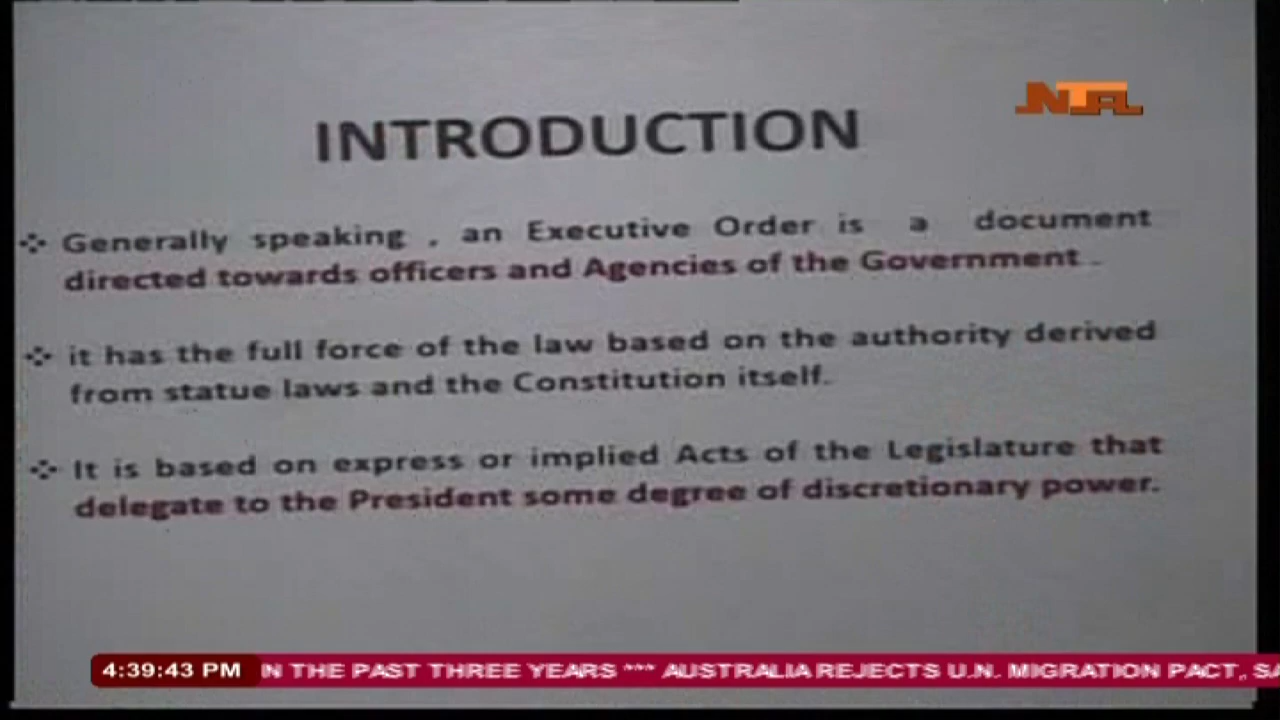 NTA
INTRODUCTION
❖ Generally speaking , an Executive Order is a document
directed towards officers and Agencies of the Government .
❖ it has the full force of the law based on the authority derived
from statue laws and the Constitution itself.
❖ It is based on express or implied Acts of the Legislature that
delegate to the President some degree of discretionary power.
4:39:43 PM N THE PAST THREE YEARS *** AUSTRALIA REJECTS U.N. MIGRATION PACT, SA